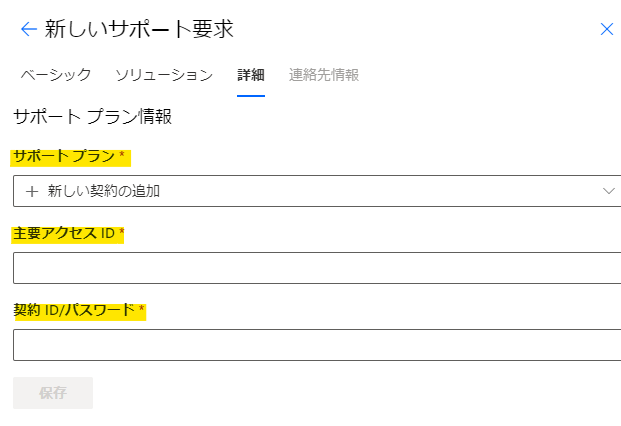 新しいサポート要求
ベーシック ソリューション 詳細 連絡先情報
サポート プラン情報
サポート プラン *
新しい契約の追加
主要アクセス ID *
契約 ID/パスワード *
保存